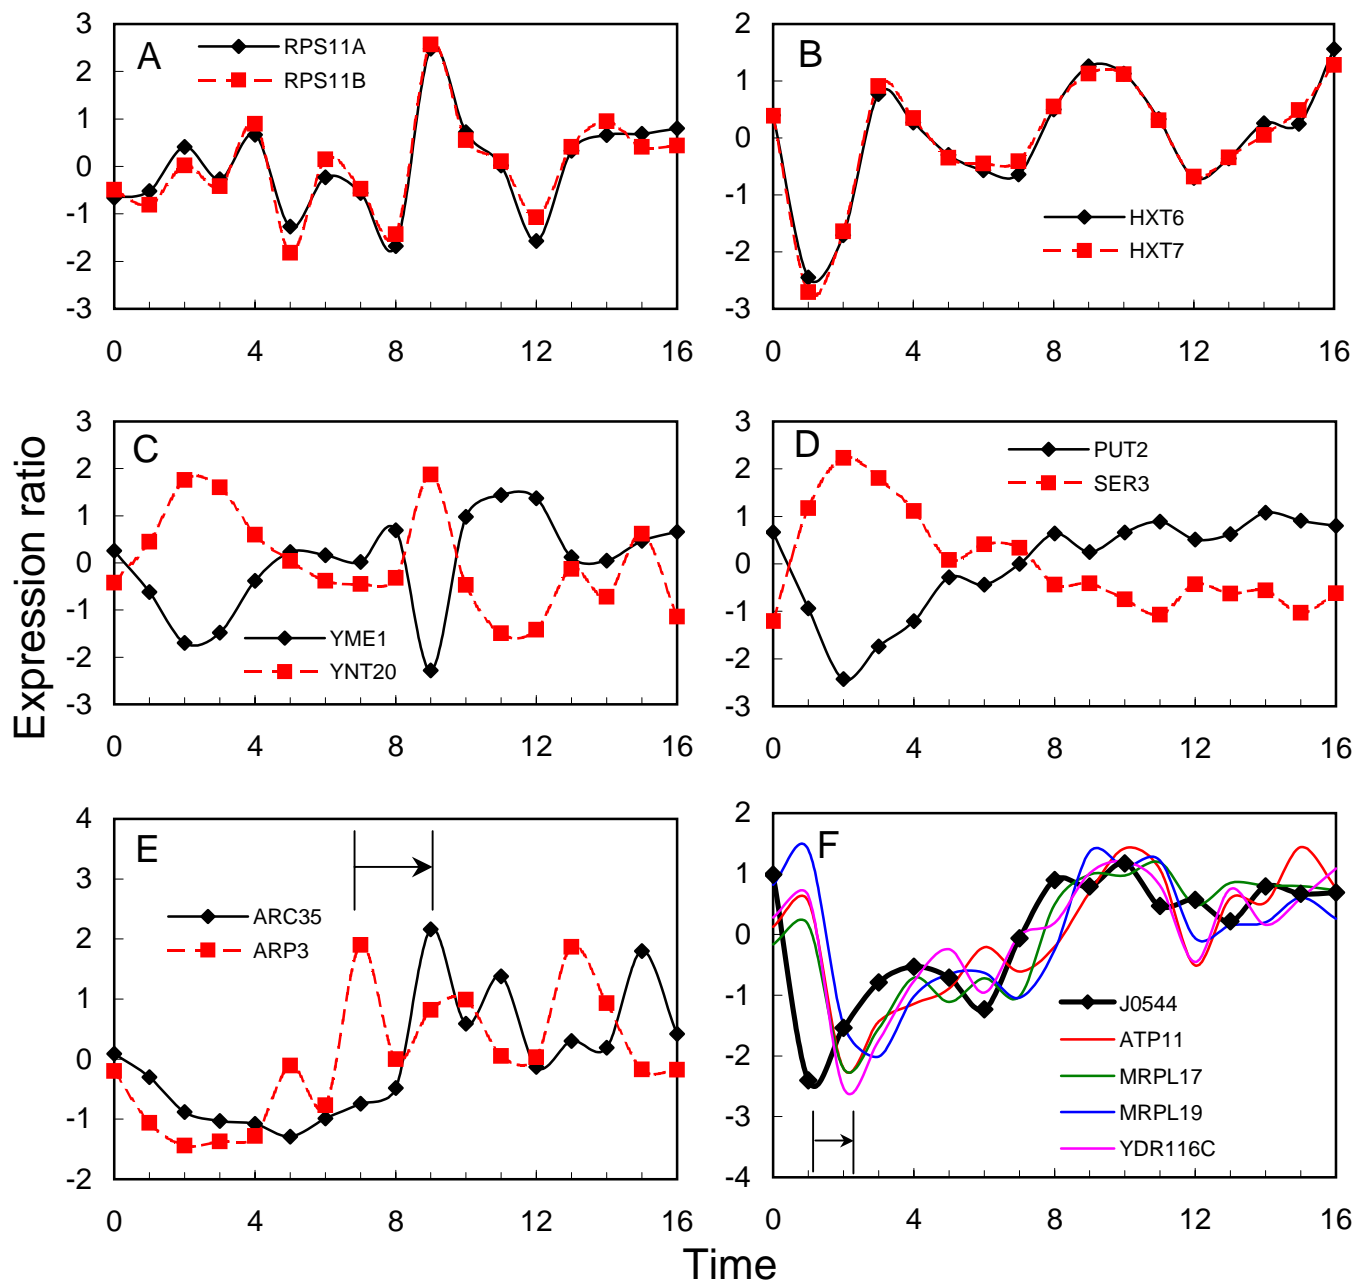 A
RPS11A
RPS11B
3
2
1
0
-1
-2
-3
0 4 8 12 16
B
HXT6
HXT7
2
1
0
-1
-2
-3
0 4 8 12 16
Expression ratio
C
YME1
YNT20
3
2
1
0
-1
-2
-3
0 4 8 12 16
D
PUT2
SER3
3
2
1
0
-1
-2
-3
0 4 8 12 16
E
ARC35
ARP3
4
3
2
1
0
-1
-2
0 4 8 12 16
F
J0544
ATP11
MRPL17
MRPL19
YDR116C
2
1
0
-1
-2
-3
-4
0 4 8 12 16
Time